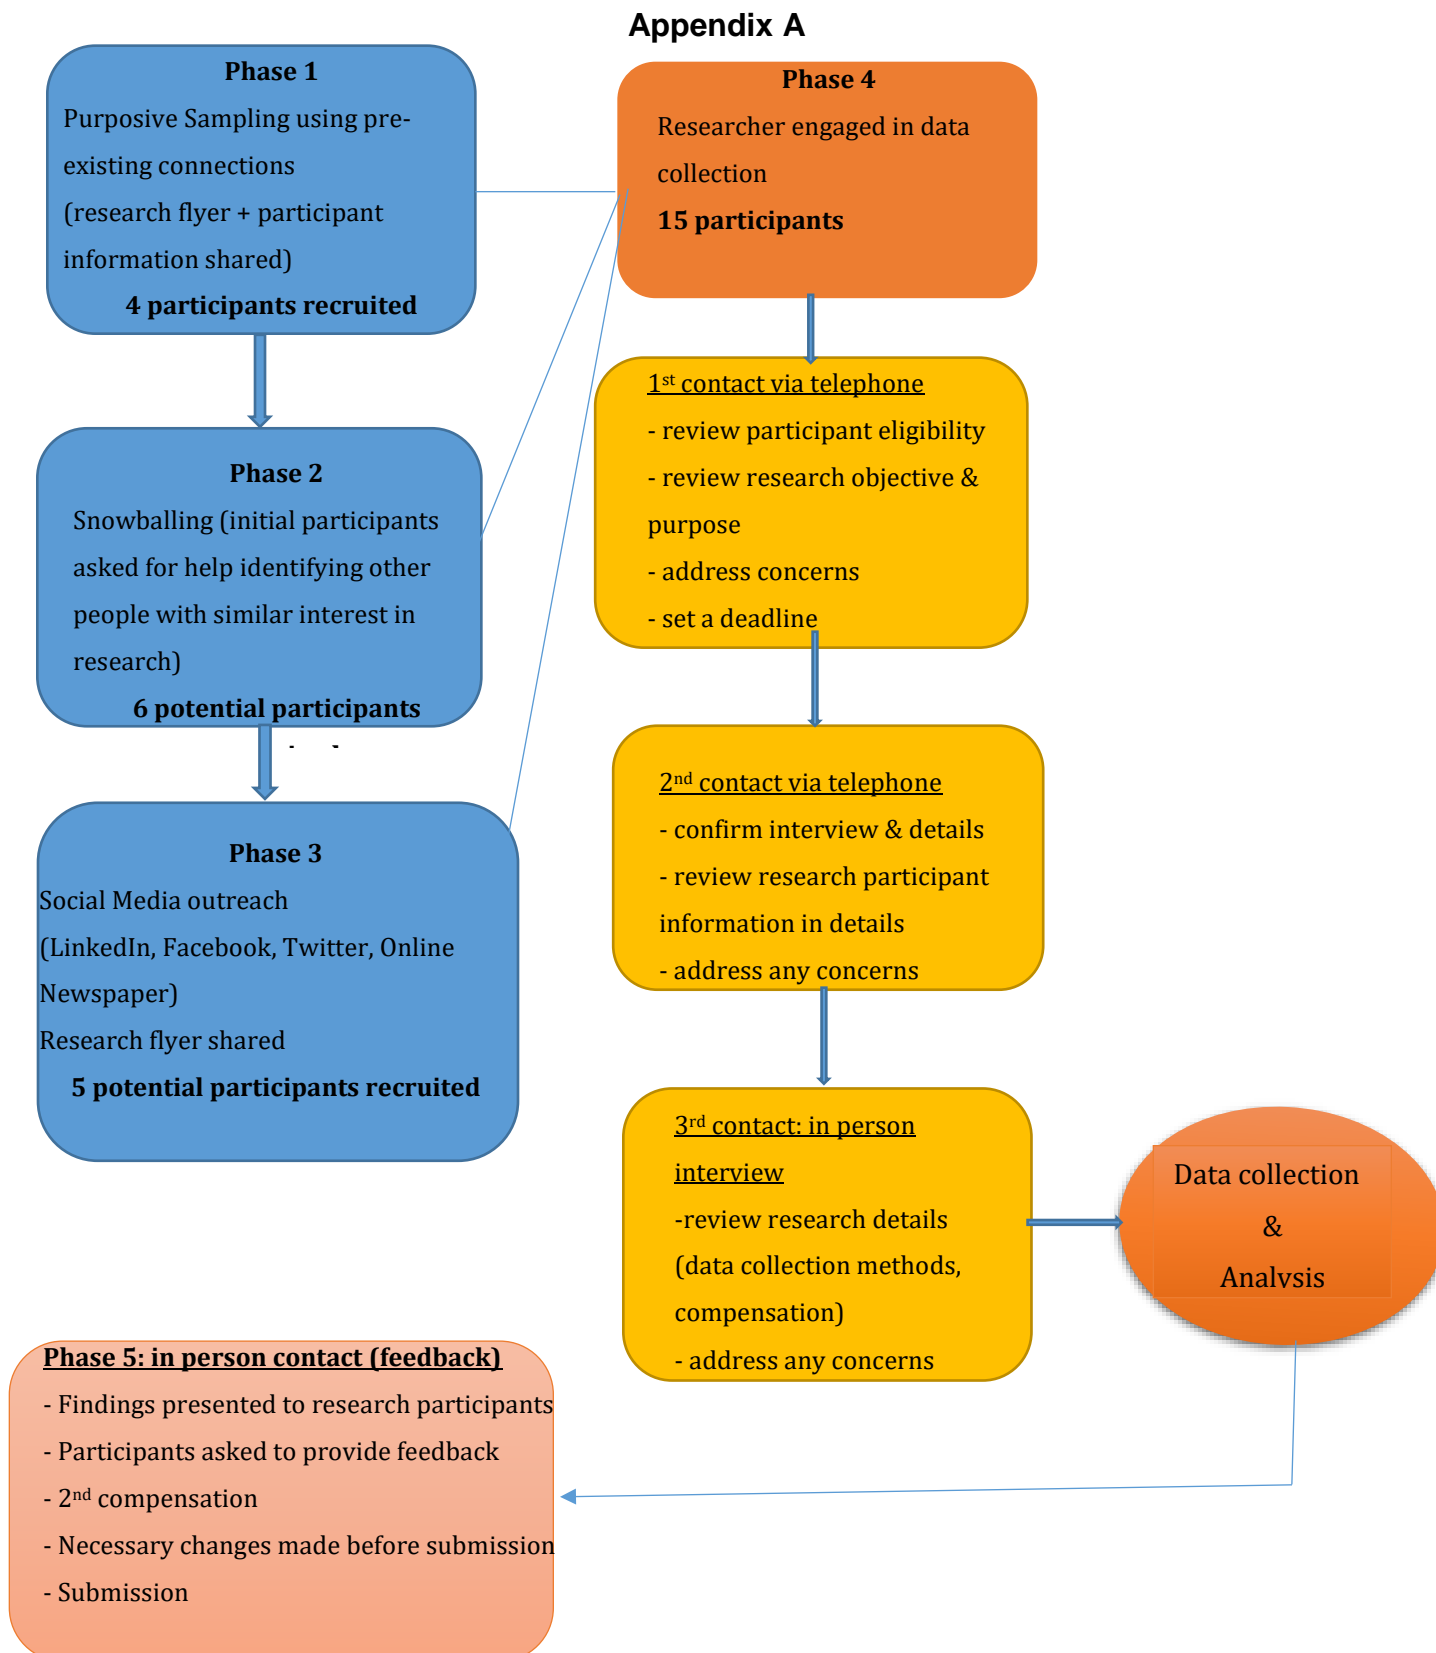 Appendix A
Phase 1
Purposive Sampling using pre-
existing connections
(research flyer + participant
information shared)
4 participants recruited
Phase 2
Snowballing (initial participants
asked for help identifying other
people with similar interest in
research)
6 potential participants
Phase 3
Social Media outreach
(LinkedIn, Facebook, Twitter, Online
Newspaper)
Research flyer shared
5 potential participants recruited
Phase 4
Researcher engaged in data
collection
15 participants
1st contact via telephone
- review participant eligibility
- review research objective &
purpose
- address concerns
- set a deadline
2nd contact via telephone
- confirm interview & details
- review research participant
information in details
- address any concerns
3rd contact: in person
interview
-review research details
(data collection methods,
compensation)
- address any concerns
Data collection
&
Analysis
Phase 5: in person contact (feedback)
- Findings presented to research participants
- Participants asked to provide feedback
- 2nd compensation
- Necessary changes made before submission
- Submission